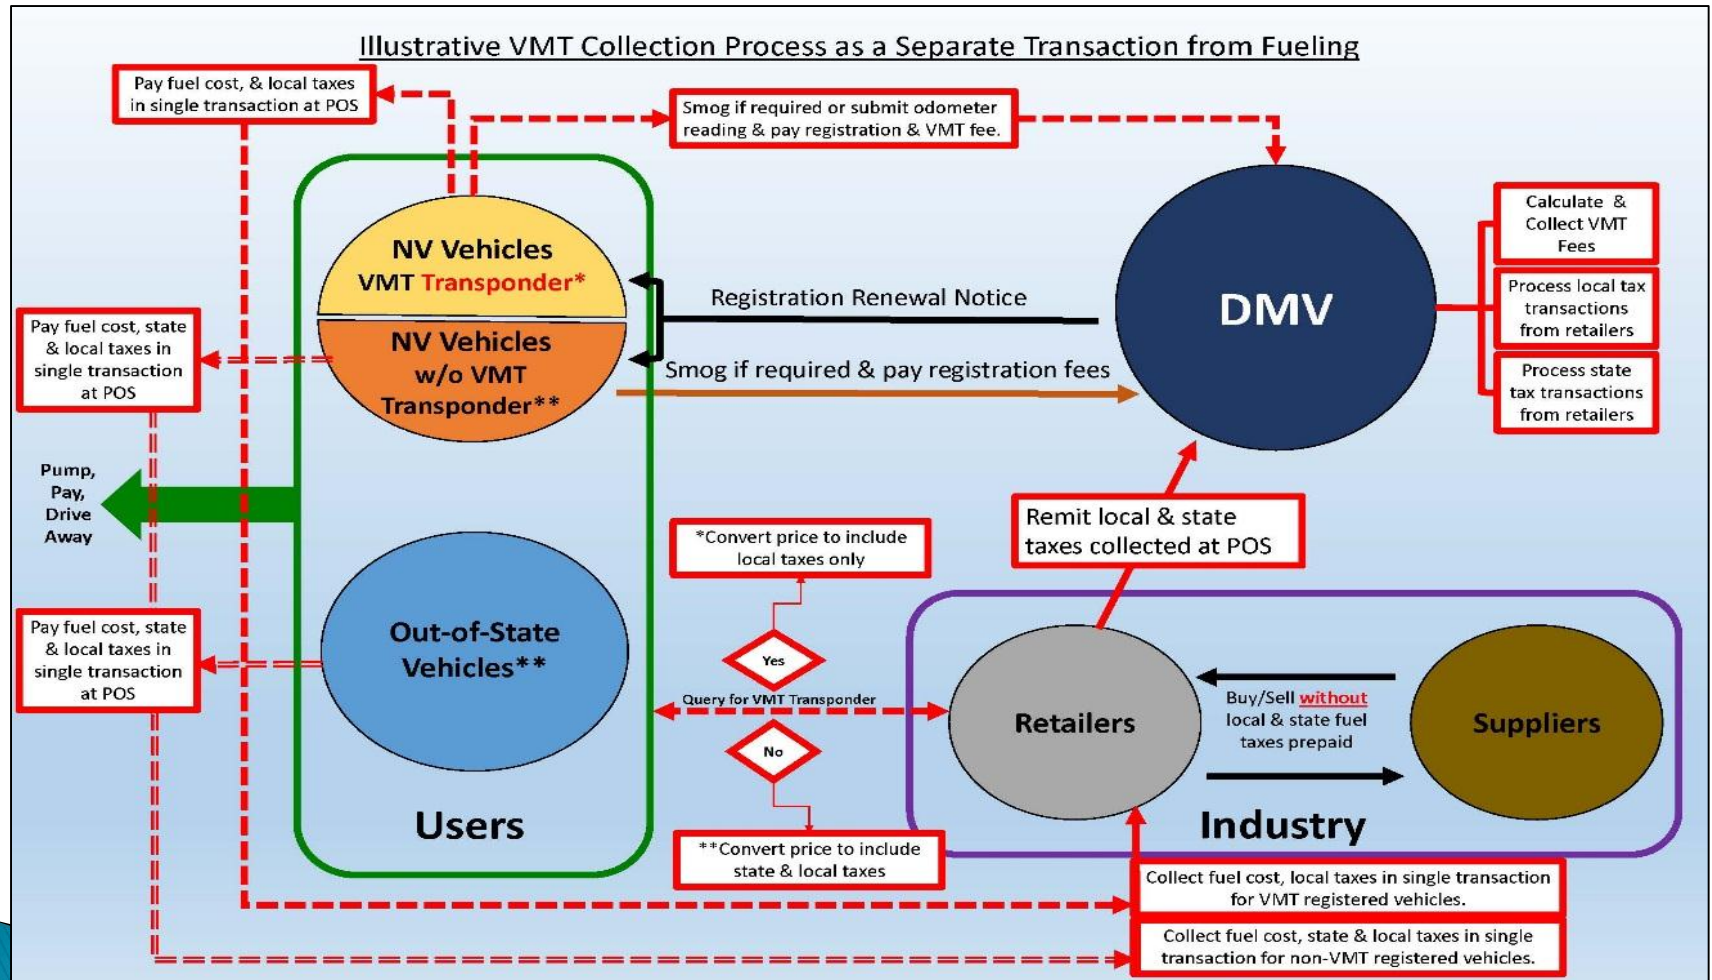 Illustrative VMT Collection Process as a Separate Transaction from Fueling
Pay fuel cost, & local taxes
in single transaction at POS
Smog if required or submit odometer
reading & pay registration & VMT fee.
NV Vehicles
VMT Transponder*
NV Vehicles
w/o VMT
Transponder**
Registration Renewal Notice
Smog if required & pay registration fees
DMV
Calculate &
Collect VMT
Fees
Process local tax
transactions
from retailers
Process state
tax transactions
from retailers
Pay fuel cost, state
& local taxes in
single transaction
at POS
Pump,
Pay,
Drive
Away
Pay fuel cost, state
& local taxes in
single transaction
at POS
Out-of-State
Vehicles**
Users
*Convert price to include
local taxes only
Yes
Query for VMT Transponder
No
**Convert price to include
state & local taxes
Remit local & state
taxes collected at POS
Retailers
Buy/Sell without
local & state fuel
taxes prepaid
Suppliers
Industry
Collect fuel cost, local taxes in single transaction
for VMT registered vehicles.
Collect fuel cost, state & local taxes in single
transaction for non-VMT registered vehicles.